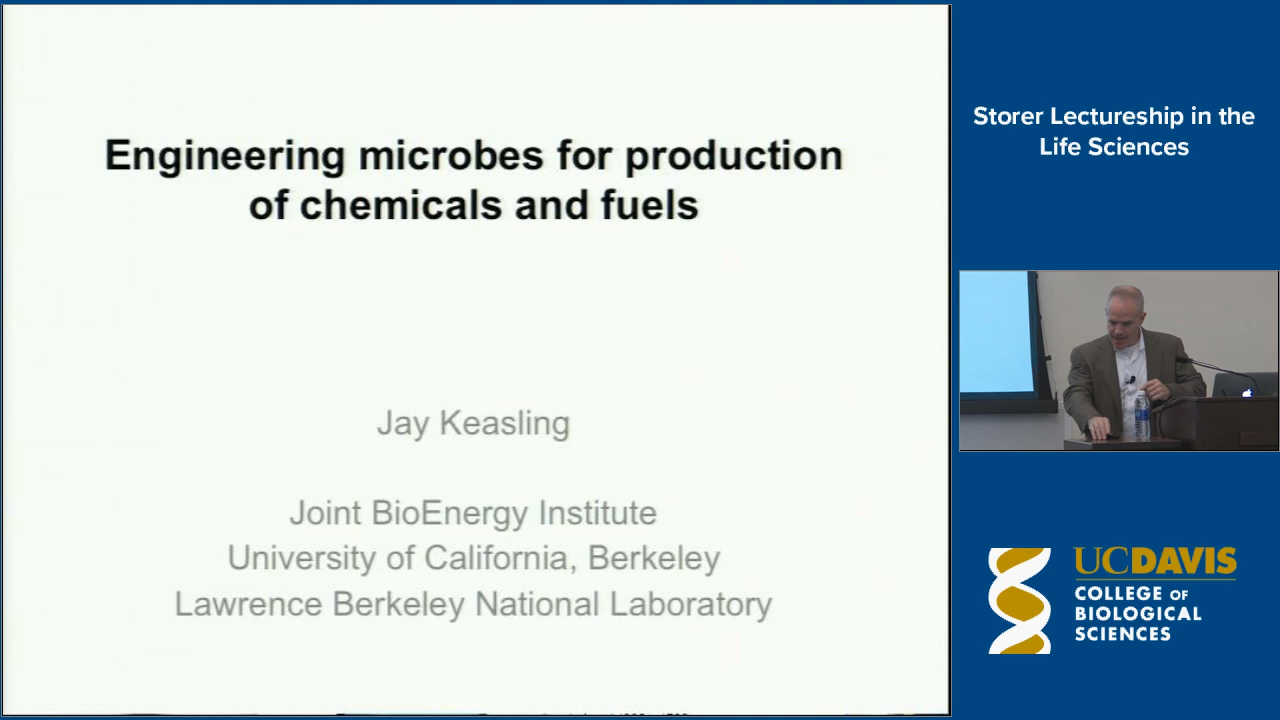 Engineering microbes for production
of chemicals and fuels
Jay Keasling
Joint BioEnergy Institute
University of California, Berkeley
Lawrence Berkeley National Laboratory
Storer Lectureship in the
Life Sciences
UCDAVIS
COLLEGE OF
BIOLOGICAL
SCIENCES